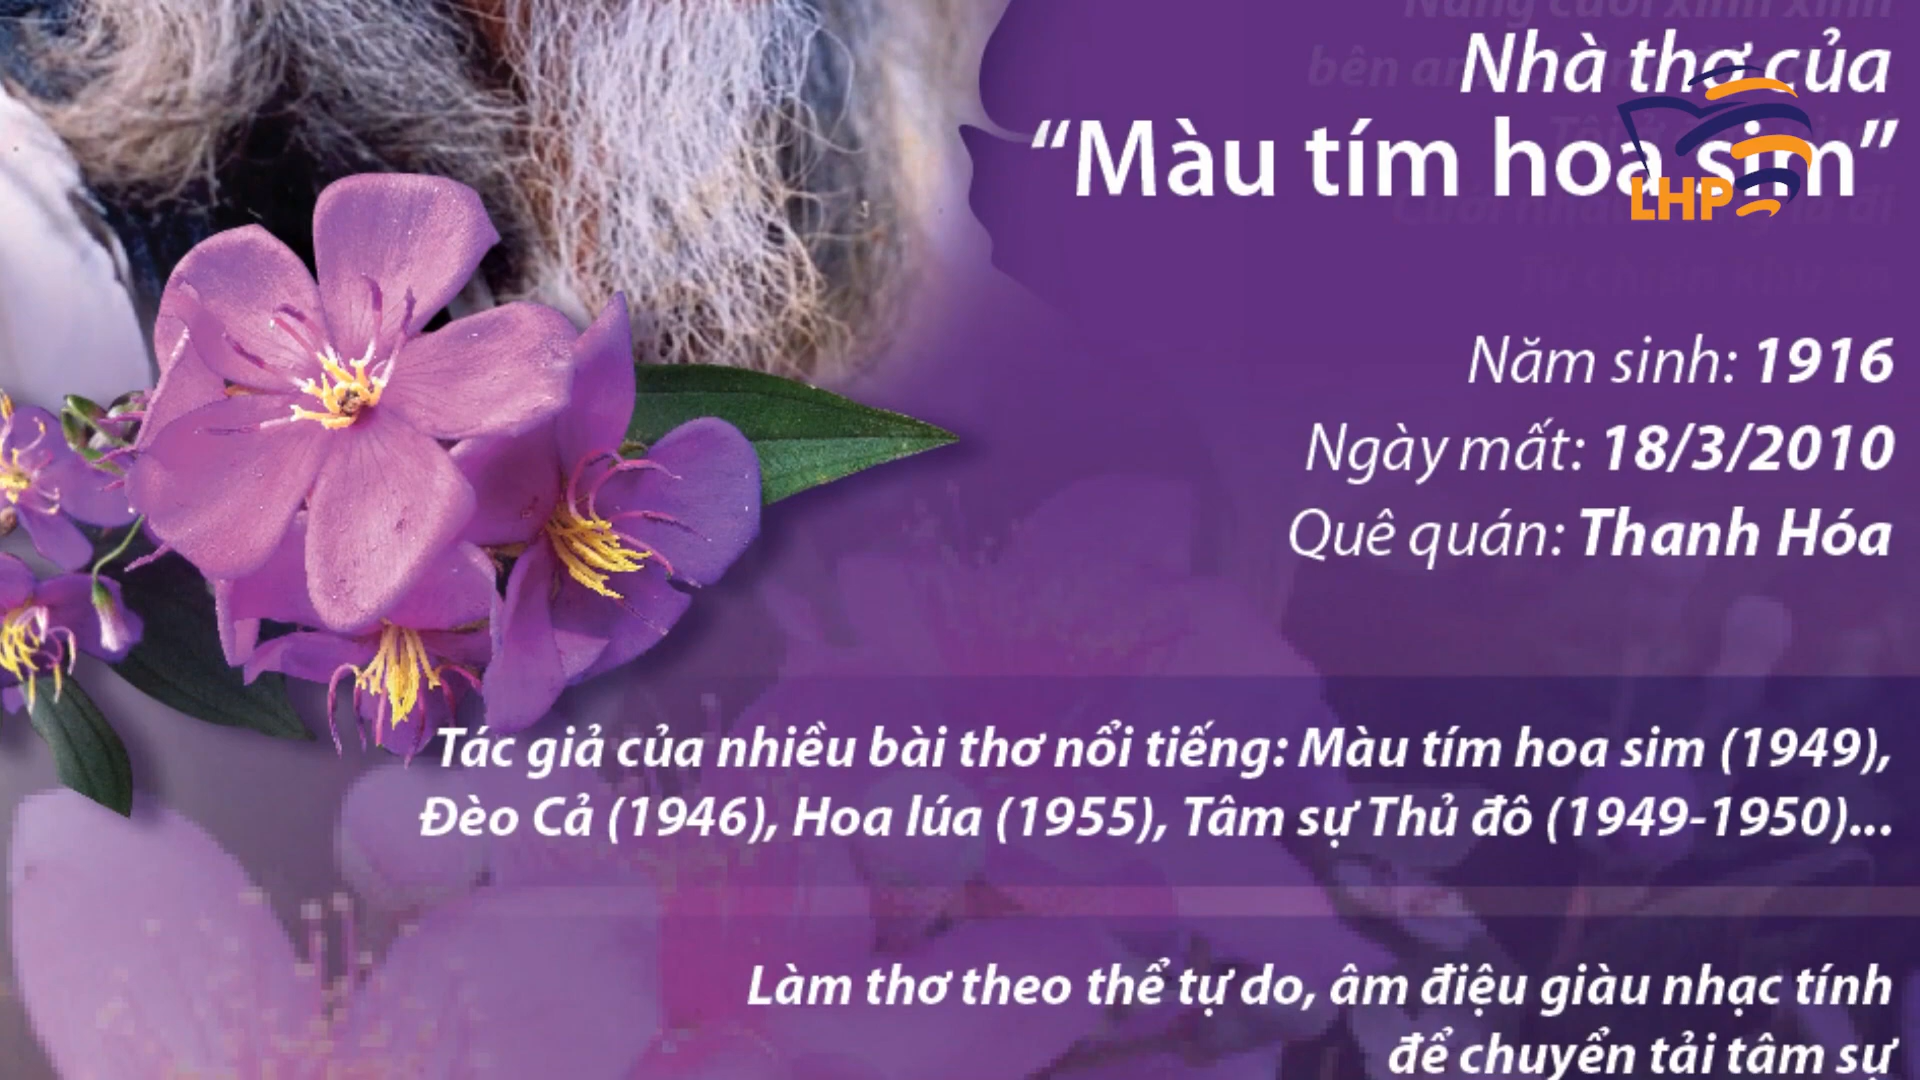 Nhà thơ của
“Màu tím hoa sim”
LHP
Năm sinh: 1916
Ngày mất: 18/3/2010
Quê quán: Thanh Hóa
Tác giả của nhiều bài thơ nổi tiếng: Màu tím hoa sim (1949),
Đèo Cả (1946), Hoa lúa (1955), Tâm sự Thủ đô (1949-1950)...
Làm thơ theo thể tự do, âm điệu giàu nhạc tính
để chuyển tải tâm sự